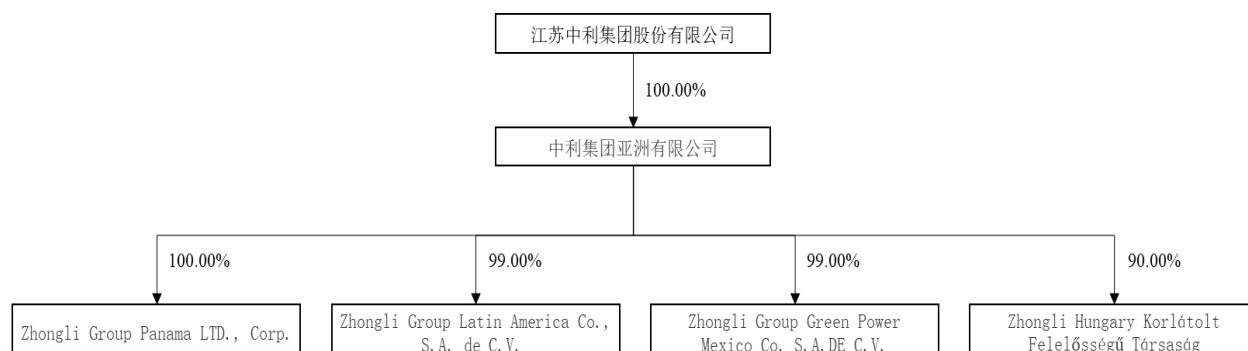 江苏中利集团股份有限公司
100.00%
中利集团亚洲有限公司
100.00%
99.00%
99.00%
90.00%
Zhongli Group Panama LTD., Corp.
Zhongli Group Latin America Co.,
S.A. de C.V.
Zhongli Group Green Power
Mexico Co. S.A.DE C.V.
Zhongli Hungary Korlátolt
Felelősségű Társaság